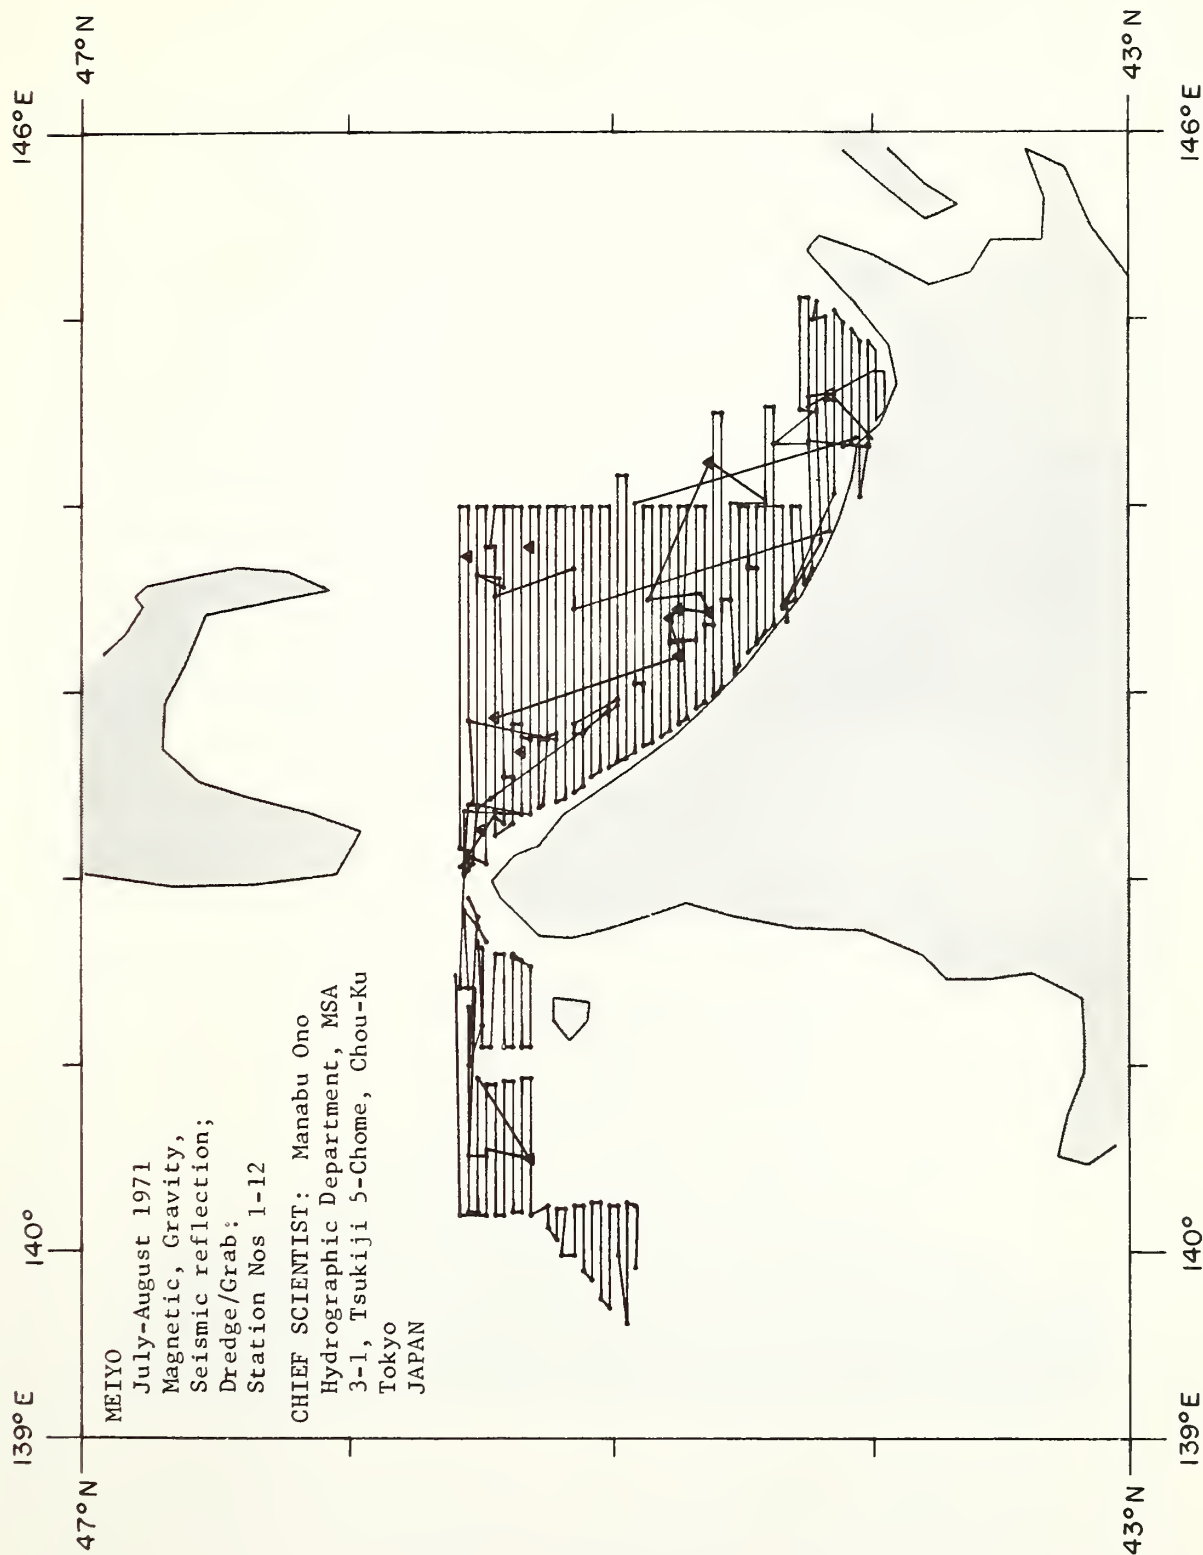 MEIYO
July-August 1971
Magnetic, Gravity,
Seismic reflection;
Dredge/Grab:
Station Nos 1-12
CHIEF SCIENTIST: Manabu Ono
Hydrographic Department, MSA
3-1, Tsukiji 5-Chome, Chou-Ku
Tokyo
JAPAN
139°E
140°
146°E
47°N
47°N
43°N
43°N
139°E
140°
146°E